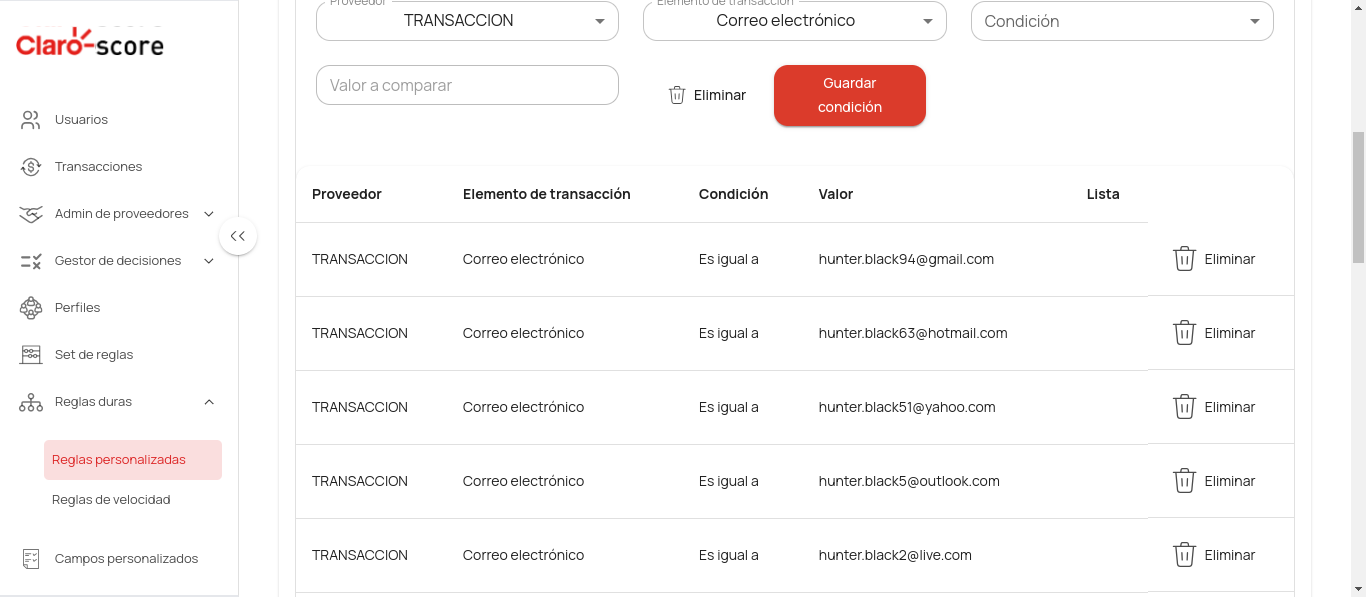 Claro-score
Usuarios
Transacciones
Admin de proveedores
Gestor de decisiones
Perfiles
Set de reglas
Reglas duras
Reglas personalizadas
Reglas de velocidad
Campos personalizados
Proveedor
Elemento de transacción
TRANSACCION
Correo electrónico
Condición
Valor a comparar
Eliminar
Guardar
condición
Proveedor Elemento de transacción Condición Valor Lista
TRANSACCION Correo electrónico Es igual a hunter.black94@gmail.com Eliminar
TRANSACCION Correo electrónico Es igual a hunter.black63@hotmail.com Eliminar
TRANSACCION Correo electrónico Es igual a hunter.black51@yahoo.com Eliminar
TRANSACCION Correo electrónico Es igual a hunter.black5@outlook.com Eliminar
TRANSACCION Correo electrónico Es igual a hunter.black2@live.com Eliminar